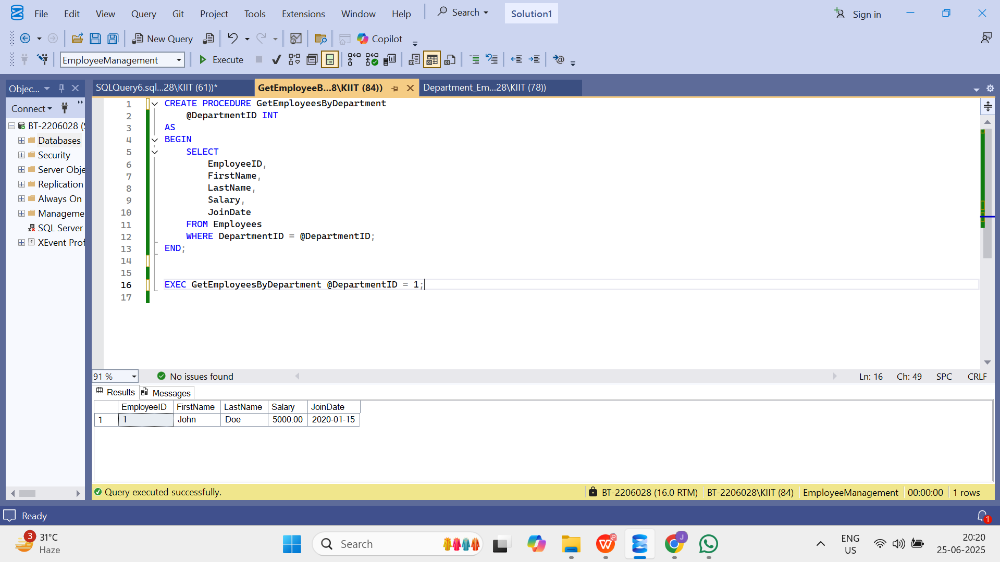 File Edit View Query Git Project Tools Extensions Window Help Search Solution1 Sign in
New Query Copilot
EmployeeManagement Execute
Objec... SQLQuery6.sql...28\KIIT (61))* GetEmployeeB...8\KIIT (84)) Department_Em...28\KIIT (78))
Connect
BT-2206028 (S
Databases
Security
Server Obje
Replication
Always On
Manageme
SQL Server
XEvent Prof
1 CREATE PROCEDURE GetEmployeesByDepartment
2 @DepartmentID INT
3 AS
4 BEGIN
5 SELECT
6 EmployeeID,
7 FirstName,
8 LastName,
9 Salary,
10 JoinDate
11 FROM Employees
12 WHERE DepartmentID = @DepartmentID;
13 END;
14
15
16 EXEC GetEmployeesByDepartment @DepartmentID = 1;
17
91 % No issues found Ln: 16 Ch: 49 SPC CRLF
Results Messages
EmployeeID FirstName LastName Salary JoinDate
1 1 John Doe 5000.00 2020-01-15
Query executed successfully. BT-2206028 (16.0 RTM) BT-2206028\KIIT (84) EmployeeManagement 00:00:00 1 rows
Ready 1
3 31°C
Haze
Search
J
ENG
US
20:20
25-06-2025